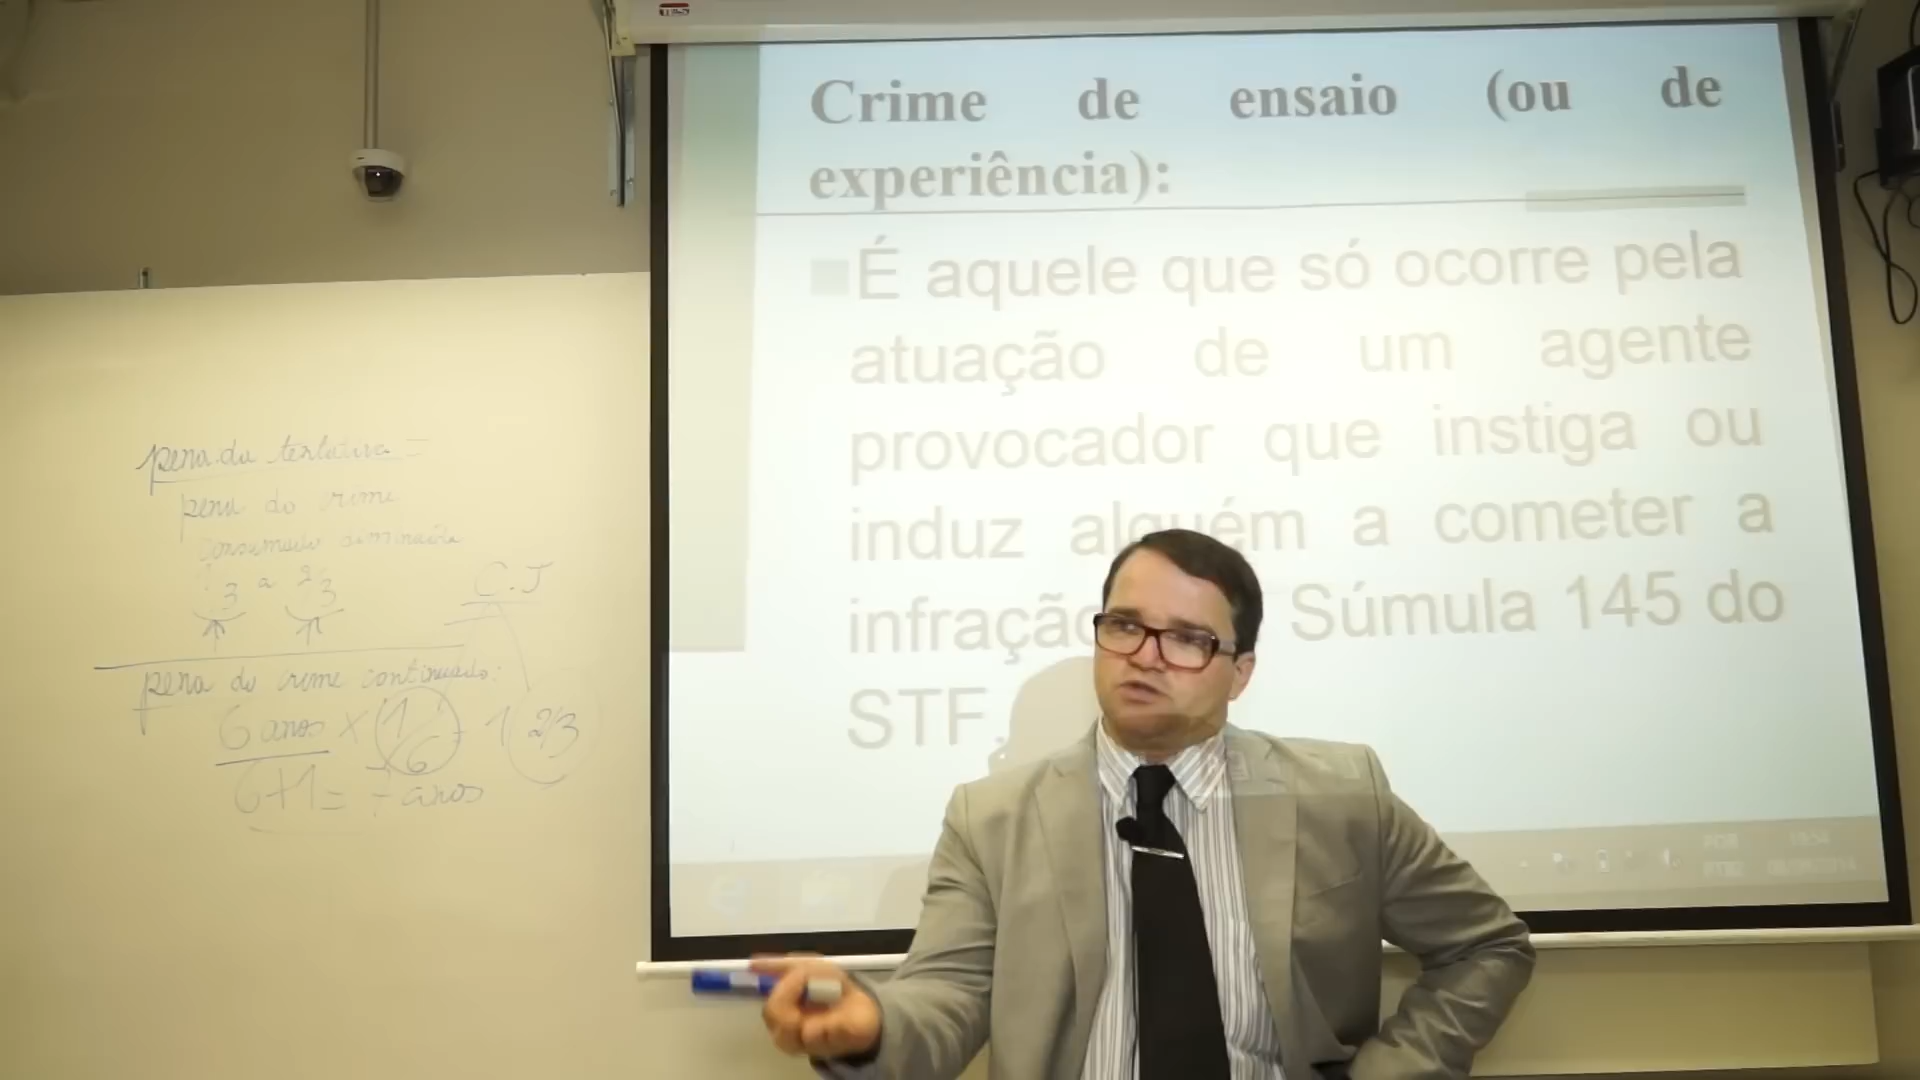 Crime de ensaio (ou de
experiência):
É aquele que só ocorre pela
atuação de um agente
provocador que instiga ou
induz alguém a cometer a
infração Súmula 145 do
STF.
pena da tentativa =
pena do crime
consumado diminuída
3 a 2/3
C.J
pena do crime continuado:
6 anos x 1/6 - 2/3
6+1= 7 anos